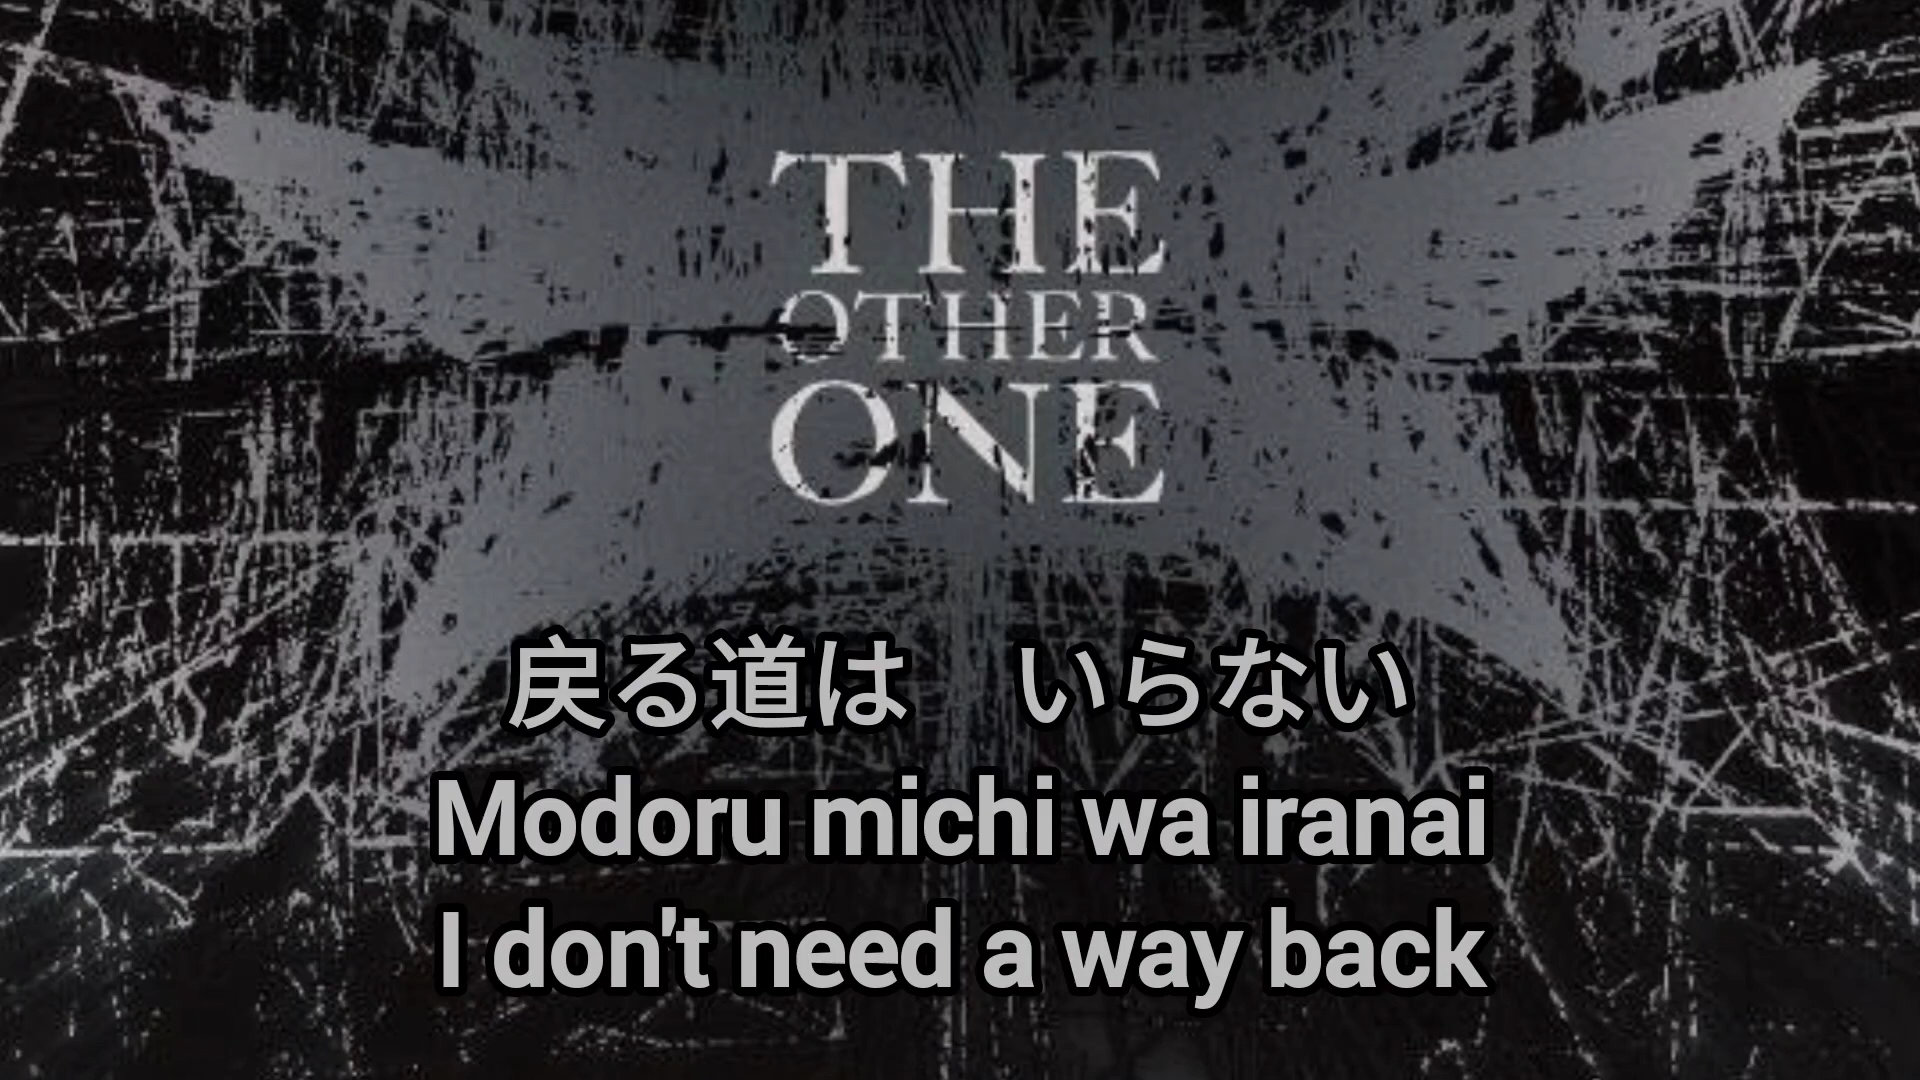 THE
OTHER
ONE
戻る道は　いらない
Modoru michi wa iranai
I don't need a way back